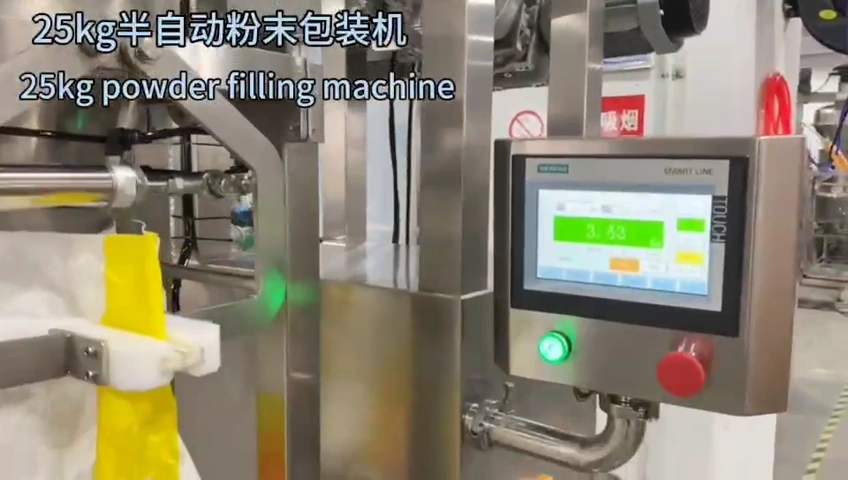 25kg半自动粉末包装机
25kg powder filling machine
吸烟
SIEMENS
SMART LINE
TOUCH